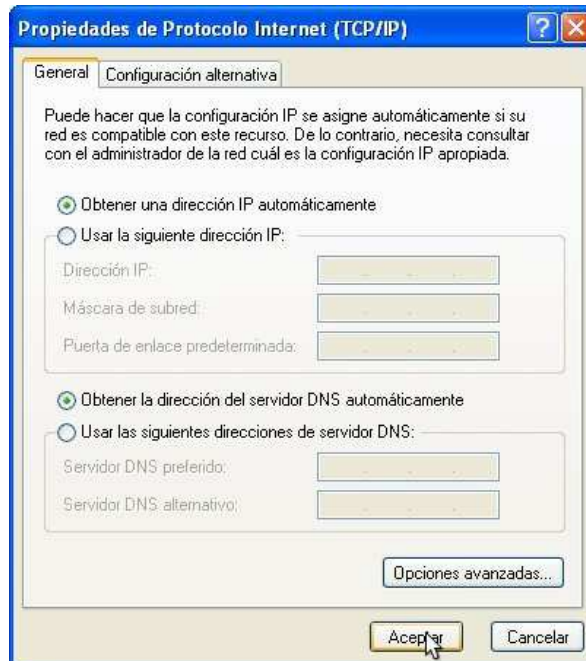 Propiedades de Protocolo Internet (TCP/IP)
General
Configuración alternativa
Puede hacer que la configuración IP se asigne automáticamente si su
red es compatible con este recurso. De lo contrario, necesita consultar
con el administrador de la red cuál es la configuración IP apropiada.
Obtener una dirección IP automáticamente
Usar la siguiente dirección IP:
Dirección IP:
Máscara de subred:
Puerta de enlace predeterminada:
Obtener la dirección del servidor DNS automáticamente
Usar las siguientes direcciones de servidor DNS:
Servidor DNS preferido:
Servidor DNS alternativo:
Opciones avanzadas...
Aceptar
Cancelar